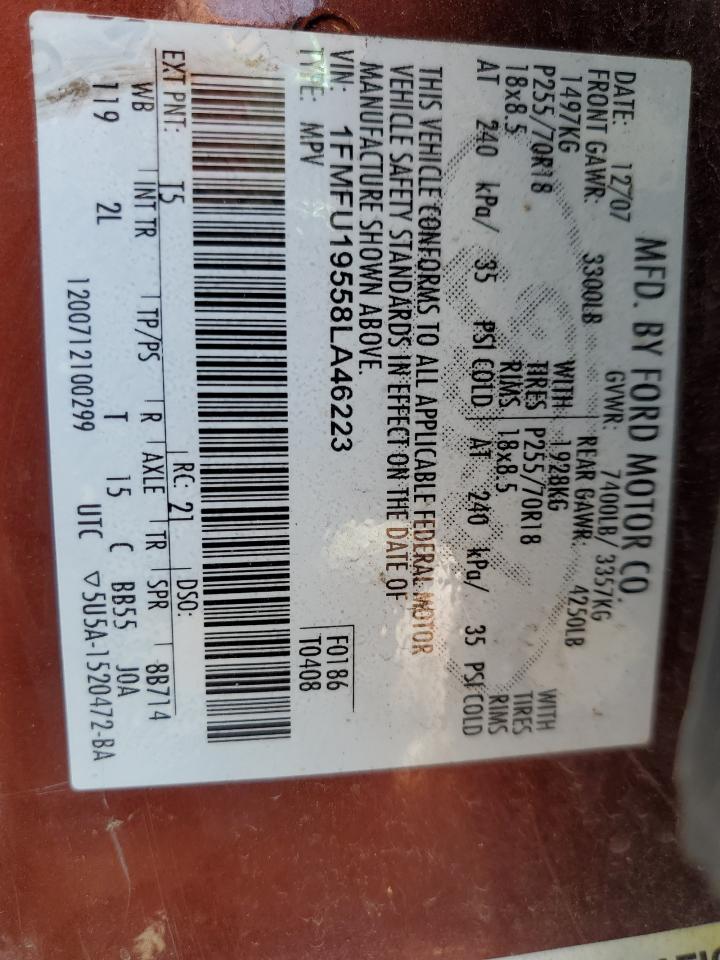 MFD. BY FORD MOTOR CO.
DATE: 12/07 GVWR: 7400LB/ 3357KG
FRONT GAWR: 3300LB REAR GAWR: 4250LB
1497KG WITH 1928KG WITH
P255/70R18 TIRES P255/70R18 TIRES
18x8.5 RIMS 18x8.5 RIMS
AT 240 kPa/ 35 PSI COLD AT 240 kPa/ 35 PSI COLD
THIS VEHICLE CONFORMS TO ALL APPLICABLE FEDERAL MOTOR
VEHICLE SAFETY STANDARDS IN EFFECT ON THE DATE OF
MANUFACTURE SHOWN ABOVE.
VIN: 1FMFU19558LA46223 F0186
TYPE: MPV T0408
EXT PNT: T5 RC: 21 DSO:
WB INT TR TP/PS R AXLE TR SPR 8B714
119 2L T 15 C BB55 J0A
1200712100299 UTC ▽5U5A-1520472-BA